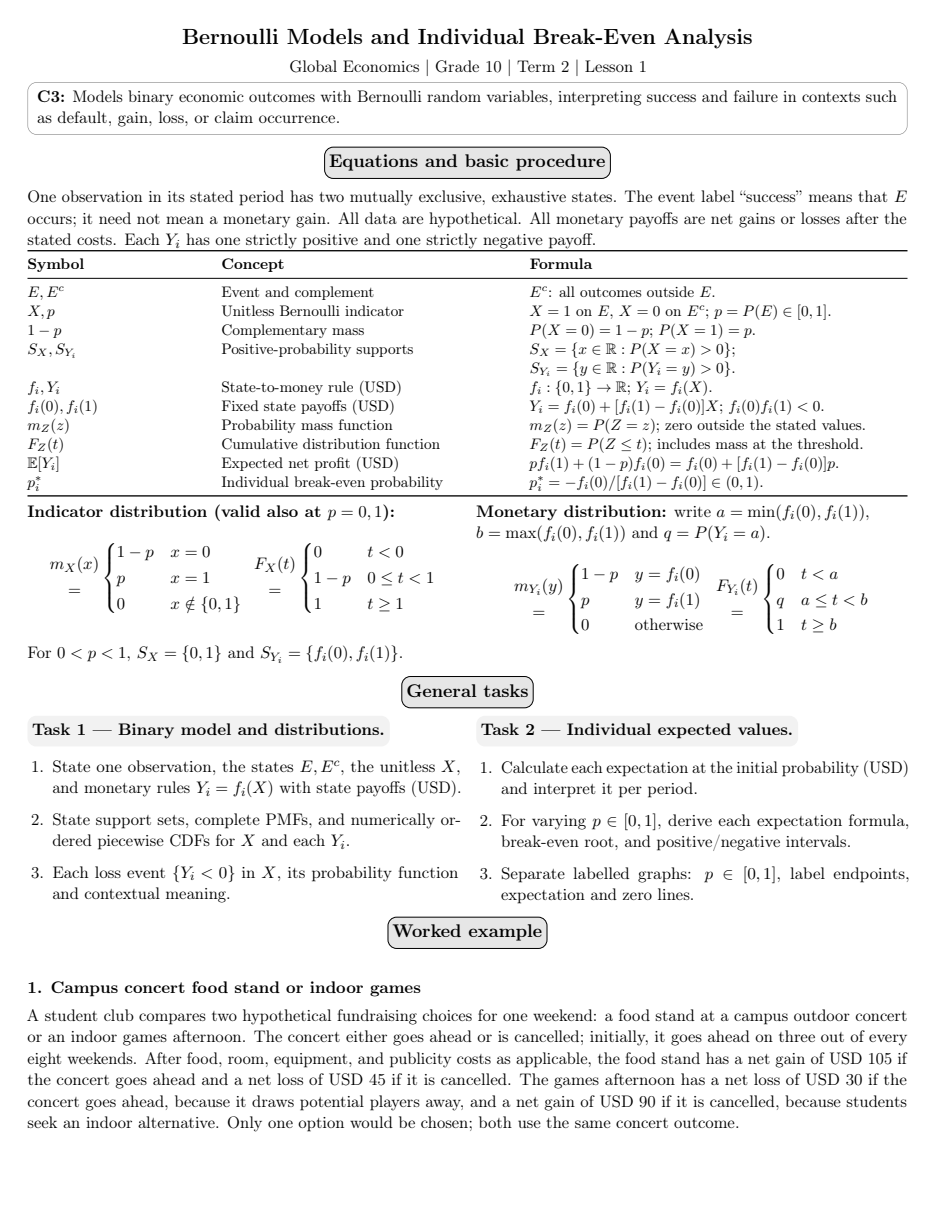 Bernoulli Models and Individual Break-Even Analysis
Global Economics | Grade 10 | Term 2 | Lesson 1
C3: Models binary economic outcomes with Bernoulli random variables, interpreting success and failure in contexts such
as default, gain, loss, or claim occurrence.
Equations and basic procedure
One observation in its stated period has two mutually exclusive, exhaustive states. The event label “success” means that E
occurs; it need not mean a monetary gain. All data are hypothetical. All monetary payoffs are net gains or losses after the
stated costs. Each Y_i has one strictly positive and one strictly negative payoff.
Symbol Concept Formula
E, E^c Event and complement E^c: all outcomes outside E.
X, p Unitless Bernoulli indicator X = 1 on E, X = 0 on E^c; p = P(E) ∈ [0, 1].
1 − p Complementary mass P(X = 0) = 1 − p; P(X = 1) = p.
S_X, S_{Y_i} Positive-probability supports S_X = {x ∈ ℝ : P(X = x) > 0};
S_{Y_i} = {y ∈ ℝ : P(Y_i = y) > 0}.
f_i, Y_i State-to-money rule (USD) f_i : {0, 1} → ℝ; Y_i = f_i(X).
f_i(0), f_i(1) Fixed state payoffs (USD) Y_i = f_i(0) + [f_i(1) − f_i(0)]X; f_i(0)f_i(1) < 0.
m_Z(z) Probability mass function m_Z(z) = P(Z = z); zero outside the stated values.
F_Z(t) Cumulative distribution function F_Z(t) = P(Z ≤ t); includes mass at the threshold.
𝔼[Y_i] Expected net profit (USD) pf_i(1) + (1 − p)f_i(0) = f_i(0) + [f_i(1) − f_i(0)]p.
p_i^* Individual break-even probability p_i^* = −f_i(0)/[f_i(1) − f_i(0)] ∈ (0, 1).
Indicator distribution (valid also at p = 0, 1):
m_X(x) = { 1 − p x = 0
p x = 1
0 x ∉ {0, 1}
F_X(t) = { 0 t < 0
1 − p 0 ≤ t < 1
1 t ≥ 1
For 0 < p < 1, S_X = {0, 1} and S_{Y_i} = {f_i(0), f_i(1)}.
Monetary distribution: write a = min(f_i(0), f_i(1)),
b = max(f_i(0), f_i(1)) and q = P(Y_i = a).
m_{Y_i}(y) = { 1 − p y = f_i(0)
p y = f_i(1)
0 otherwise
F_{Y_i}(t) = { 0 t < a
q a ≤ t < b
1 t ≥ b
General tasks
Task 1 — Binary model and distributions.
1. State one observation, the states E, E^c, the unitless X,
and monetary rules Y_i = f_i(X) with state payoffs (USD).
2. State support sets, complete PMFs, and numerically or-
dered piecewise CDFs for X and each Y_i.
3. Each loss event {Y_i < 0} in X, its probability function
and contextual meaning.
Task 2 — Individual expected values.
1. Calculate each expectation at the initial probability (USD)
and interpret it per period.
2. For varying p ∈ [0, 1], derive each expectation formula,
break-even root, and positive/negative intervals.
3. Separate labelled graphs: p ∈ [0, 1], label endpoints,
expectation and zero lines.
Worked example
1. Campus concert food stand or indoor games
A student club compares two hypothetical fundraising choices for one weekend: a food stand at a campus outdoor concert
or an indoor games afternoon. The concert either goes ahead or is cancelled; initially, it goes ahead on three out of every
eight weekends. After food, room, equipment, and publicity costs as applicable, the food stand has a net gain of USD 105 if
the concert goes ahead and a net loss of USD 45 if it is cancelled. The games afternoon has a net loss of USD 30 if the
concert goes ahead, because it draws potential players away, and a net gain of USD 90 if it is cancelled, because students
seek an indoor alternative. Only one option would be chosen; both use the same concert outcome.